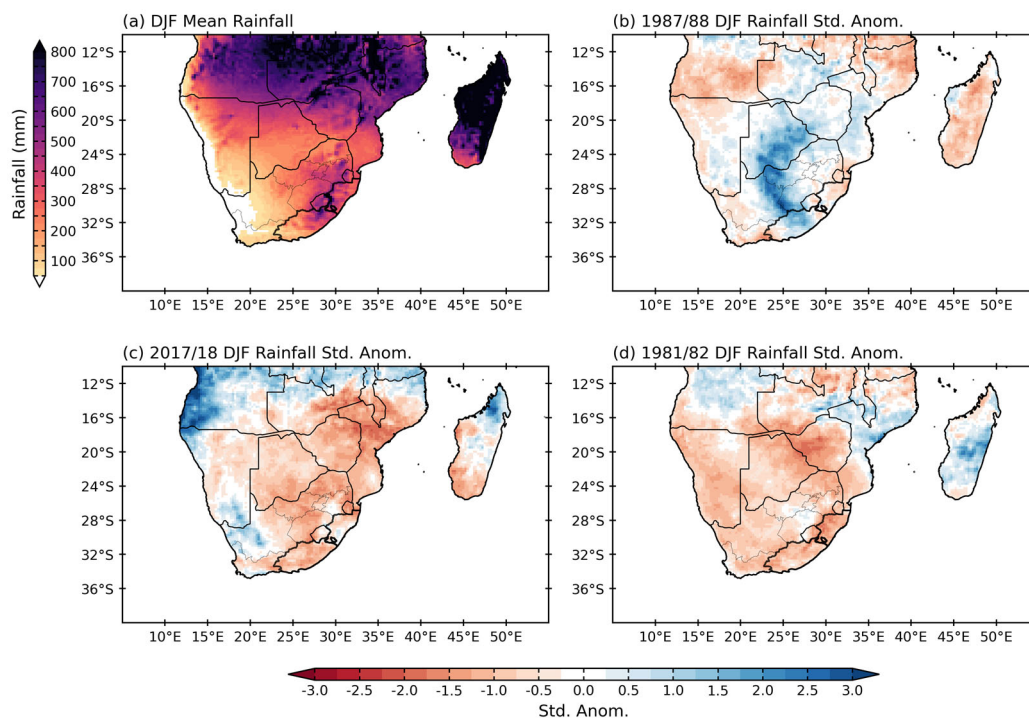 (a) DJF Mean Rainfall
(b) 1987/88 DJF Rainfall Std. Anom.
Rainfall (mm)
800
700
600
500
400
300
200
100
12°S
16°S
20°S
24°S
28°S
32°S
36°S
10°E 15°E 20°E 25°E 30°E 35°E 40°E 45°E 50°E
12°S
16°S
20°S
24°S
28°S
32°S
36°S
10°E 15°E 20°E 25°E 30°E 35°E 40°E 45°E 50°E
(c) 2017/18 DJF Rainfall Std. Anom.
(d) 1981/82 DJF Rainfall Std. Anom.
12°S
16°S
20°S
24°S
28°S
32°S
36°S
10°E 15°E 20°E 25°E 30°E 35°E 40°E 45°E 50°E
12°S
16°S
20°S
24°S
28°S
32°S
36°S
10°E 15°E 20°E 25°E 30°E 35°E 40°E 45°E 50°E
-3.0 -2.5 -2.0 -1.5 -1.0 -0.5 0.0 0.5 1.0 1.5 2.0 2.5 3.0
Std. Anom.